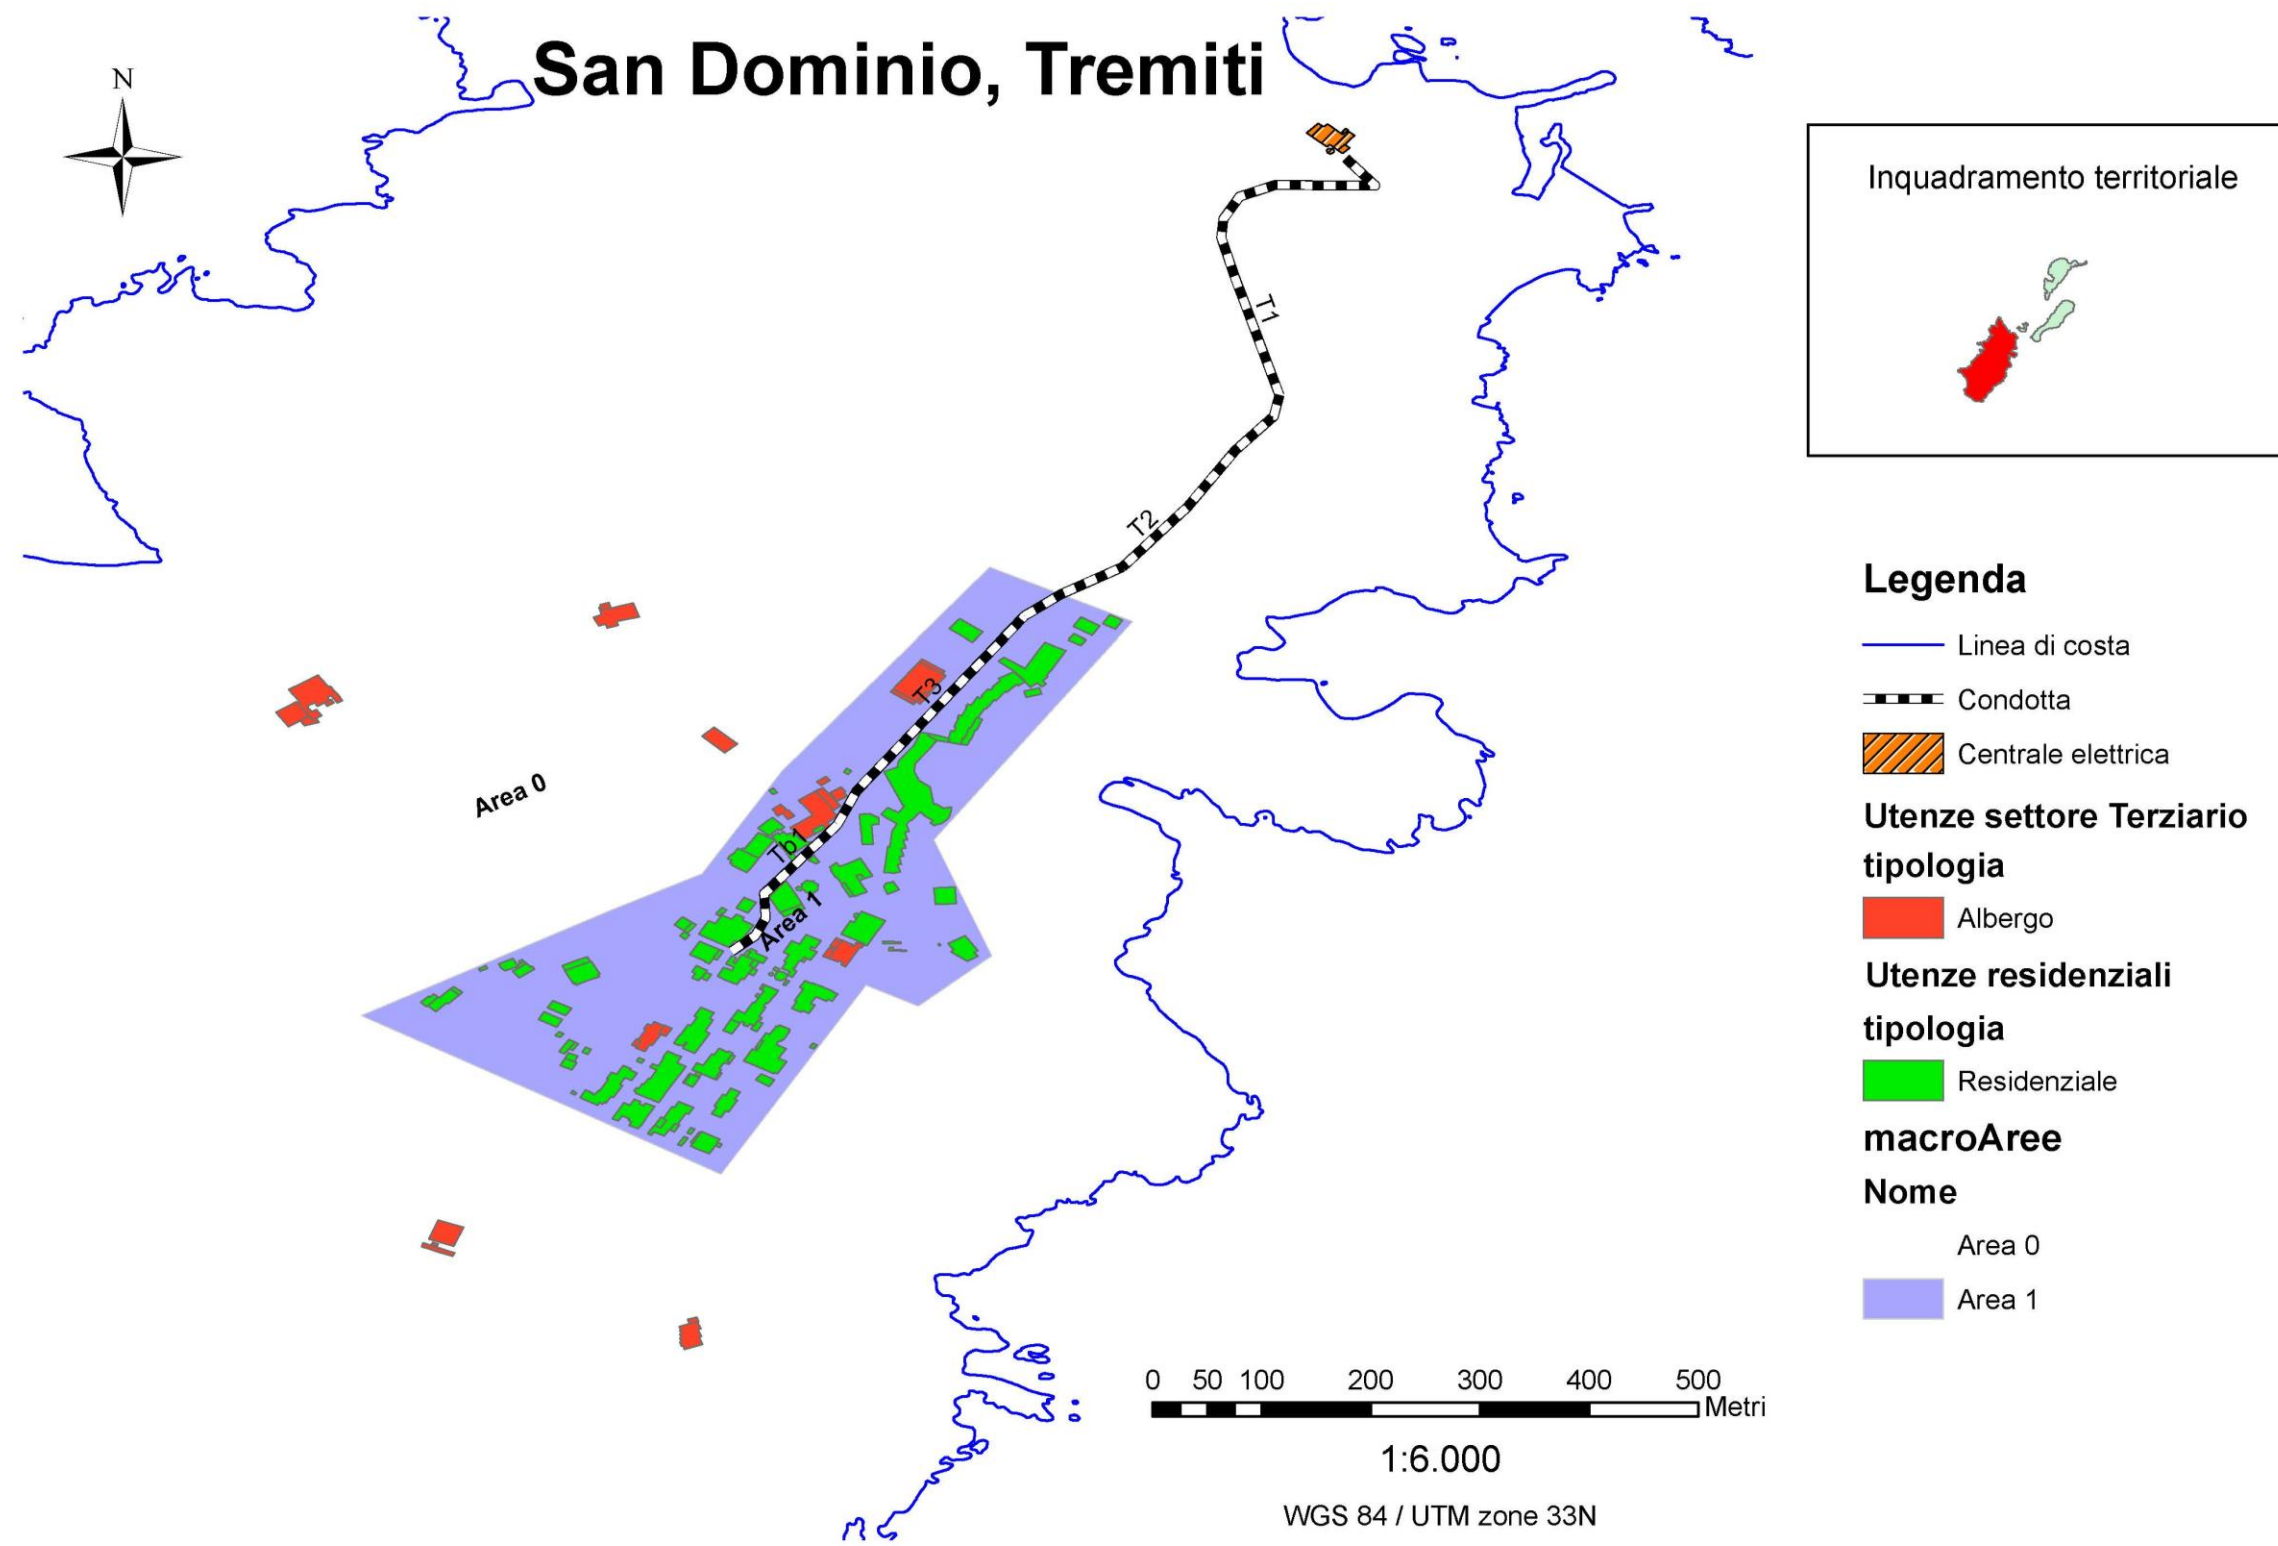 San Dominio, Tremiti
N
Inquadramento territoriale
T1
T2
T3
Tb1
Area 0
Area 1
Legenda
Linea di costa
Condotta
Centrale elettrica
Utenze settore Terziario
tipologia
Albergo
Utenze residenziali
tipologia
Residenziale
macroAree
Nome
Area 0
Area 1
0 50 100 200 300 400 500
Metri
1:6.000
WGS 84 / UTM zone 33N